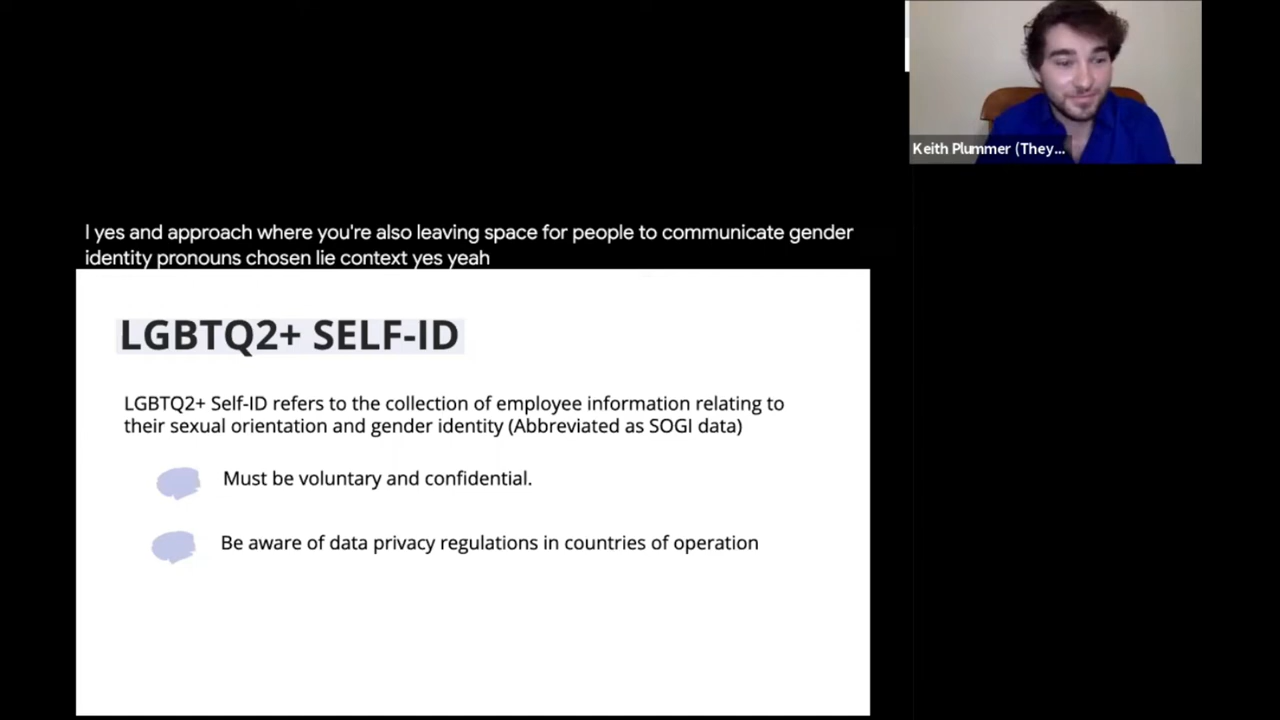 Keith Plummer (They...
I yes and approach where you're also leaving space for people to communicate gender
identity pronouns chosen lie context yes yeah
LGBTQ2+ SELF-ID
LGBTQ2+ Self-ID refers to the collection of employee information relating to
their sexual orientation and gender identity (Abbreviated as SOGI data)
Must be voluntary and confidential.
Be aware of data privacy regulations in countries of operation